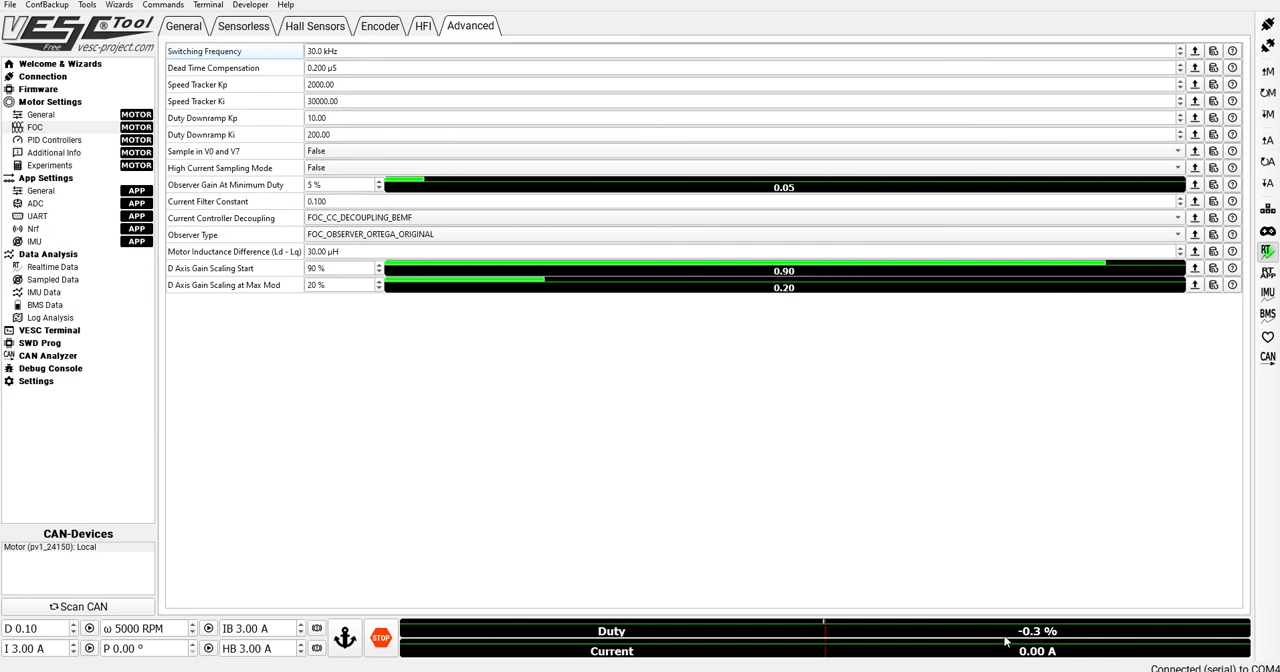 File ConfBackup Tools Wizards Commands Terminal Developer Help
VESC Tool
Free vesc-project.com
General Sensorless Hall Sensors Encoder HFI Advanced
Welcome & Wizards
Connection
Firmware
Motor Settings
General MOTOR
FOC MOTOR
PID Controllers MOTOR
Additional Info MOTOR
Experiments MOTOR
App Settings
General APP
ADC APP
UART APP
Nrf APP
IMU APP
Data Analysis
RT Realtime Data
Sampled Data
IMU Data
BMS Data
Log Analysis
VESC Terminal
SWD Prog
CAN CAN Analyzer
Debug Console
Settings
CAN-Devices
Motor (pv1_24150): Local
Scan CAN
Switching Frequency 30.0 kHz
Dead Time Compensation 0.200 µS
Speed Tracker Kp 2000.00
Speed Tracker Ki 30000.00
Duty Downramp Kp 10.00
Duty Downramp Ki 200.00
Sample in V0 and V7 False
High Current Sampling Mode False
Observer Gain At Minimum Duty 5 % 0.05
Current Filter Constant 0.100
Current Controller Decoupling FOC_CC_DECOUPLING_BEMF
Observer Type FOC_OBSERVER_ORTEGA_ORIGINAL
Motor Inductance Difference (Ld - Lq) 30.00 µH
D Axis Gain Scaling Start 90 % 0.90
D Axis Gain Scaling at Max Mod 20 % 0.20
M
M
M
A
A
A
RT
RT APP
IMU
BMS
CAN
D 0.10 ω 5000 RPM IB 3.00 A
I 3.00 A P 0.00 ° HB 3.00 A
STOP
Duty -0.3 %
Current 0.00 A
Connected (serial) to COM4